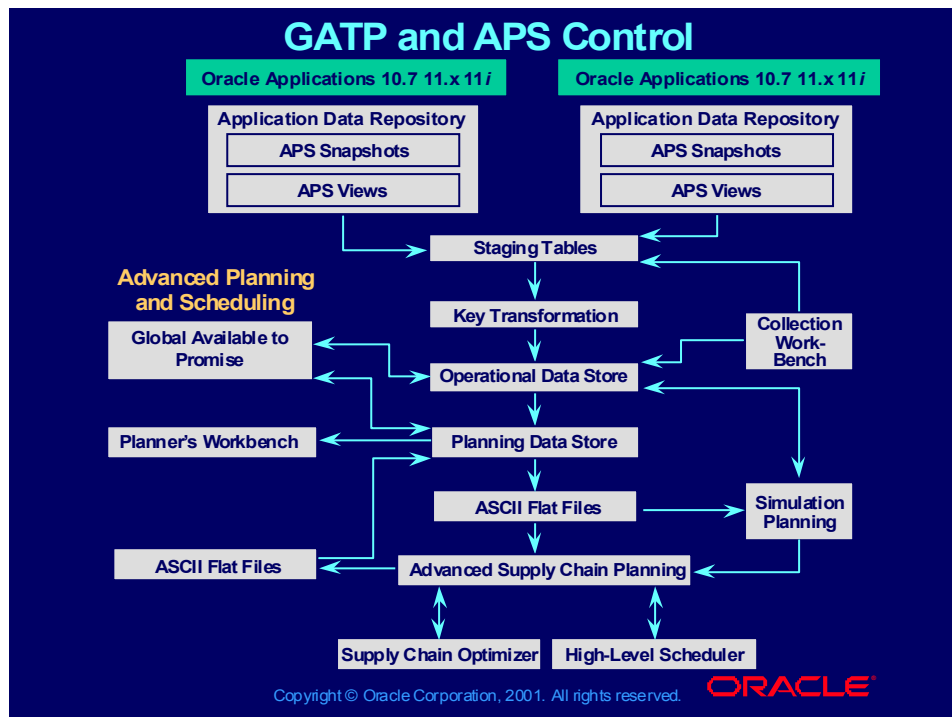 GATP and APS Control
Oracle Applications 10.7 11.x 11i
Oracle Applications 10.7 11.x 11i
Application Data Repository
APS Snapshots
APS Views
Application Data Repository
APS Snapshots
APS Views
Staging Tables
Advanced Planning
and Scheduling
Key Transformation
Collection
Work-
Bench
Global Available to
Promise
Operational Data Store
Planner's Workbench
Planning Data Store
ASCII Flat Files
Simulation
Planning
ASCII Flat Files
Advanced Supply Chain Planning
Supply Chain Optimizer
High-Level Scheduler
Copyright © Oracle Corporation, 2001. All rights reserved.
ORACLE®